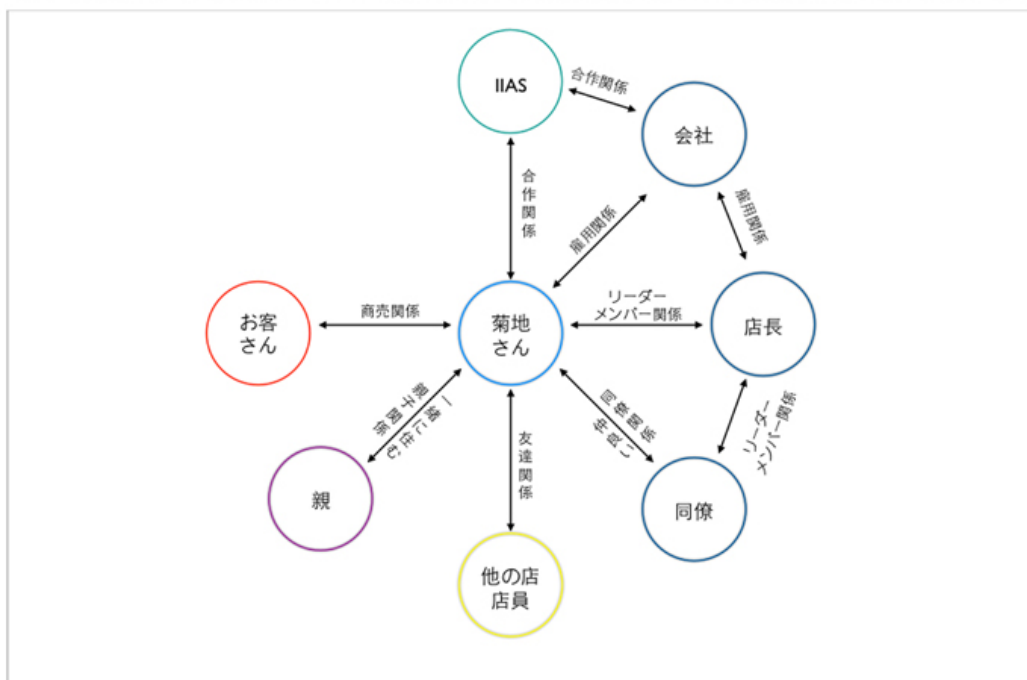 IIAS
合作関係
会社
合作関係
雇用関係
雇用関係
お客
さん
商売関係
菊地
さん
リーダー
メンバー関係
店長
一緒に住む
親子関係
友達関係
同僚関係
仲良い
リーダー
メンバー関係
親
同僚
他の店
店員